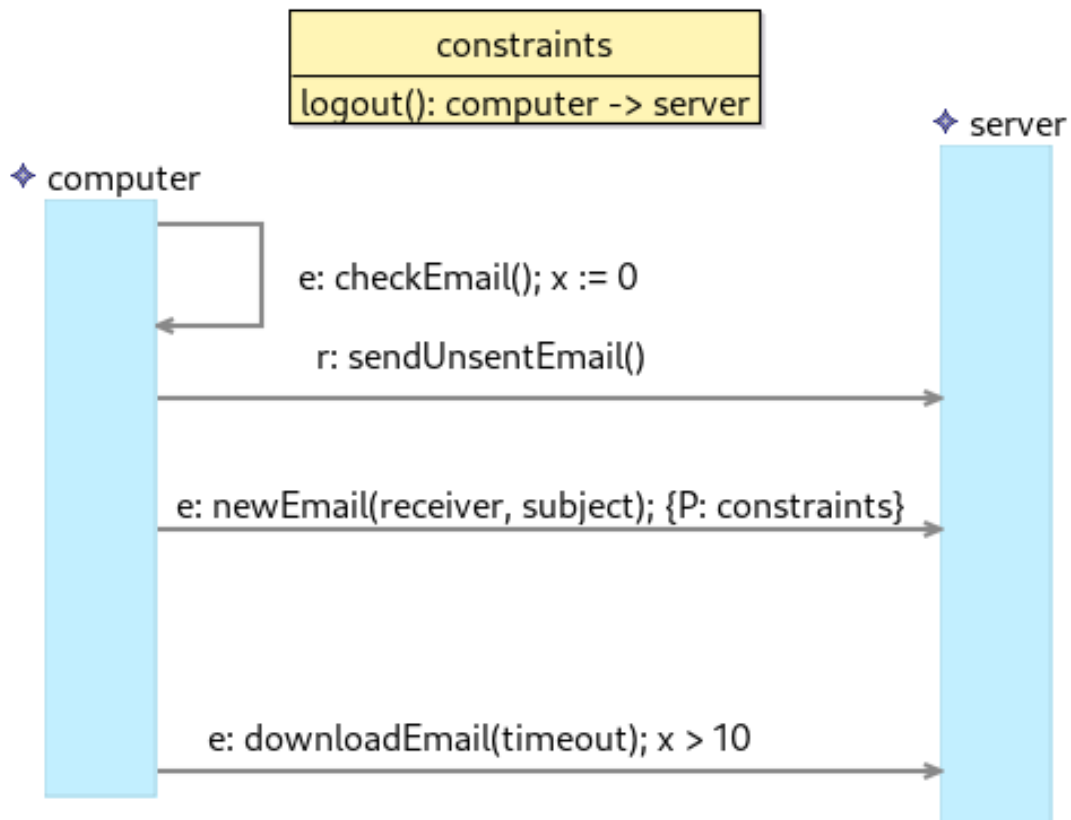 constraints
logout(): computer -> server
server
computer
e: checkEmail(); x := 0
r: sendUnsentEmail()
e: newEmail(receiver, subject); {P: constraints}
e: downloadEmail(timeout); x > 10